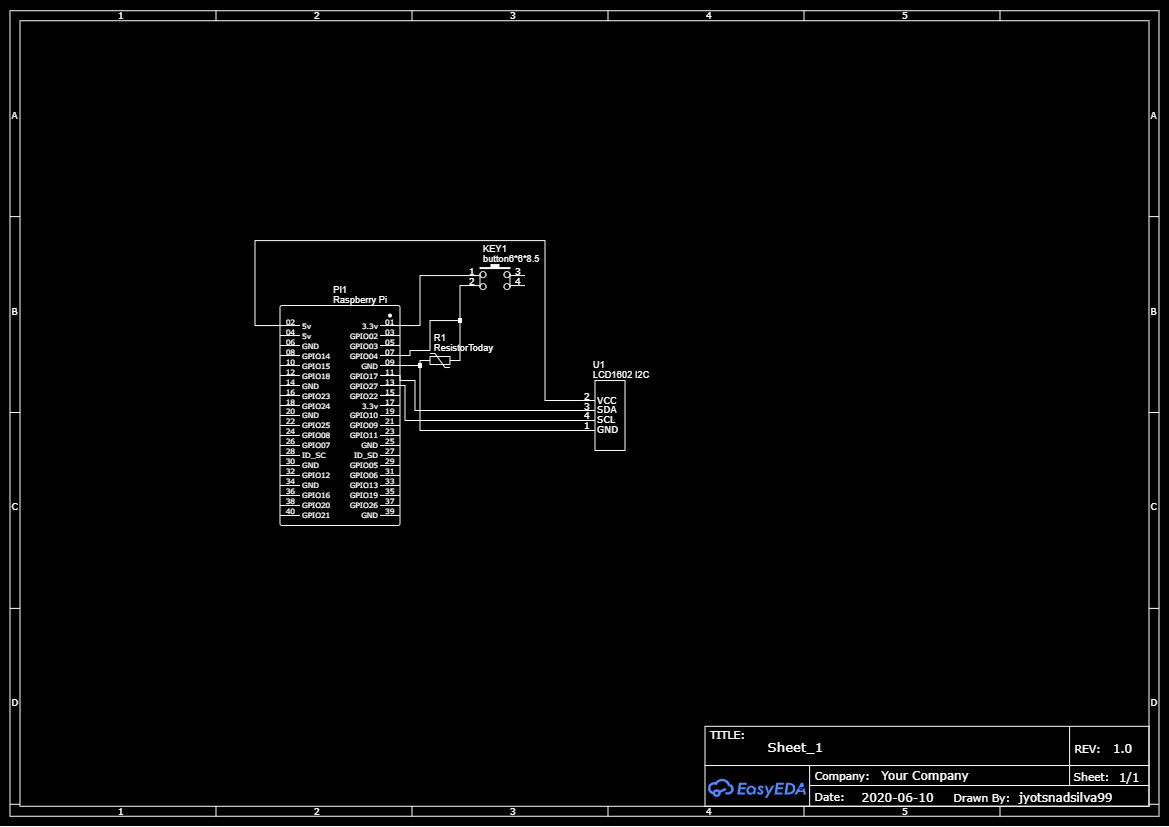 1 2 3 4 5
A A
B B
C C
D D
KEY1
button6*6*8.5
1 3
2 4
PI1
Raspberry Pi
02 5v 3.3v 01
04 5v GPIO02 03
06 GND GPIO03 05
08 GPIO14 GPIO04 07
10 GPIO15 GND 09
12 GPIO18 GPIO17 11
14 GND GPIO27 13
16 GPIO23 GPIO22 15
18 GPIO24 3.3v 17
20 GND GPIO10 19
22 GPIO25 GPIO09 21
24 GPIO08 GPIO11 23
26 GPIO07 GND 25
28 ID_SC ID_SD 27
30 GND GPIO05 29
32 GPIO12 GPIO06 31
34 GND GPIO13 33
36 GPIO16 GPIO19 35
38 GPIO20 GPIO26 37
40 GPIO21 GND 39
R1
ResistorToday
U1
LCD1602 I2C
2 VCC
3 SDA
4 SCL
1 GND
TITLE:
Sheet_1
REV: 1.0
EasyEDA
Company: Your Company
Sheet: 1/1
Date: 2020-06-10 Drawn By: jyotsnadsilva99
1 2 3 4 5